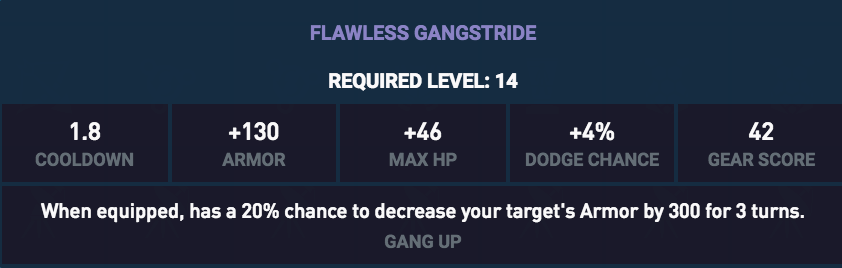 FLAWLESS GANGSTRIDE
REQUIRED LEVEL: 14
1.8 +130 +46 +4% 42
COOLDOWN ARMOR MAX HP DODGE CHANCE GEAR SCORE
When equipped, has a 20% chance to decrease your target's Armor by 300 for 3 turns.
GANG UP